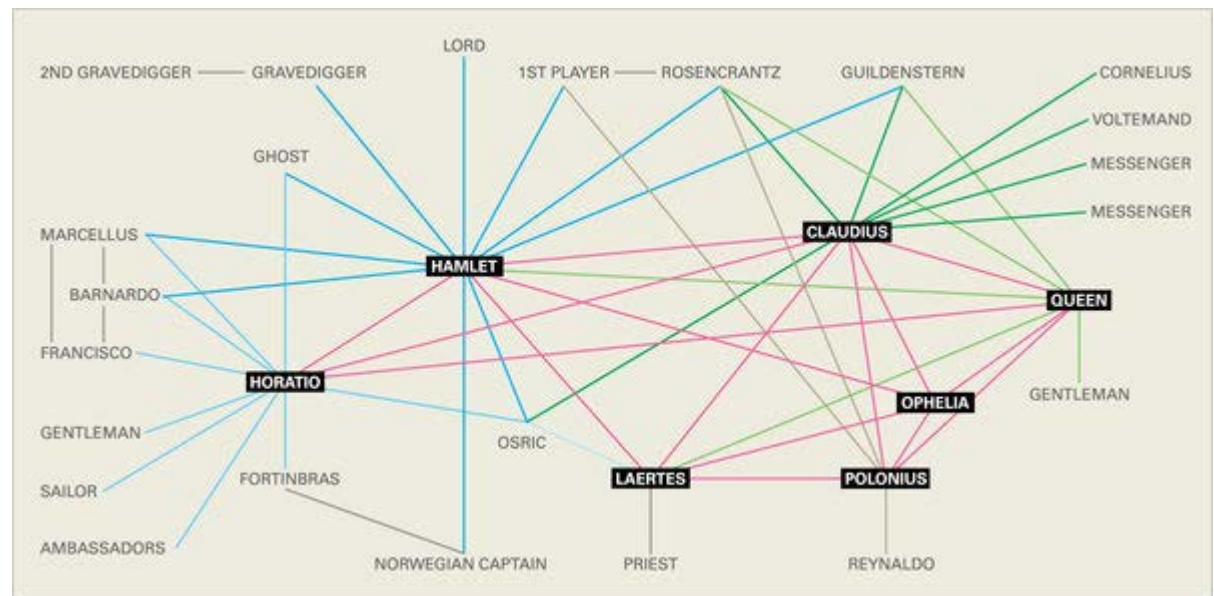 LORD
2ND GRAVEDIGGER
GRAVEDIGGER
1ST PLAYER
ROSENCRANTZ
GUILDENSTERN
CORNELIUS
VOLTEMAND
GHOST
MESSENGER
MESSENGER
MARCELLUS
CLAUDIUS
HAMLET
BARNARDO
QUEEN
FRANCISCO
HORATIO
GENTLEMAN
OPHELIA
GENTLEMAN
OSRIC
FORTINBRAS
LAERTES
POLONIUS
SAILOR
AMBASSADORS
NORWEGIAN CAPTAIN
PRIEST
REYNALDO